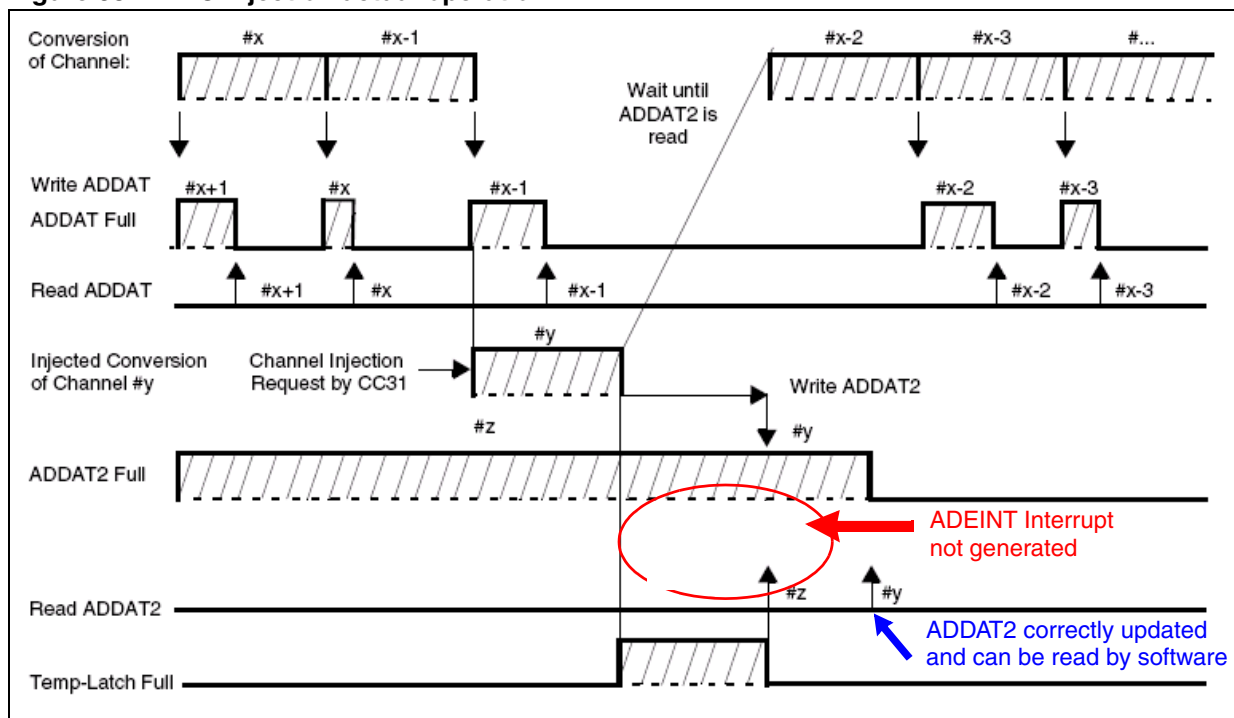 Conversion
of Channel:
#x
#x-1
#x-2
#x-3
#...
Wait until
ADDAT2 is
read
Write ADDAT
ADDAT Full
#x+1
#x
#x-1
#x-2
#x-3
Read ADDAT
#x+1
#x
#x-1
#x-2
#x-3
Injected Conversion
of Channel #y
Channel Injection
Request by CC31
#y
Write ADDAT2
#z
#y
ADDAT2 Full
ADEINT Interrupt
not generated
Read ADDAT2
#z
#y
ADDAT2 correctly updated
and can be read by software
Temp-Latch Full